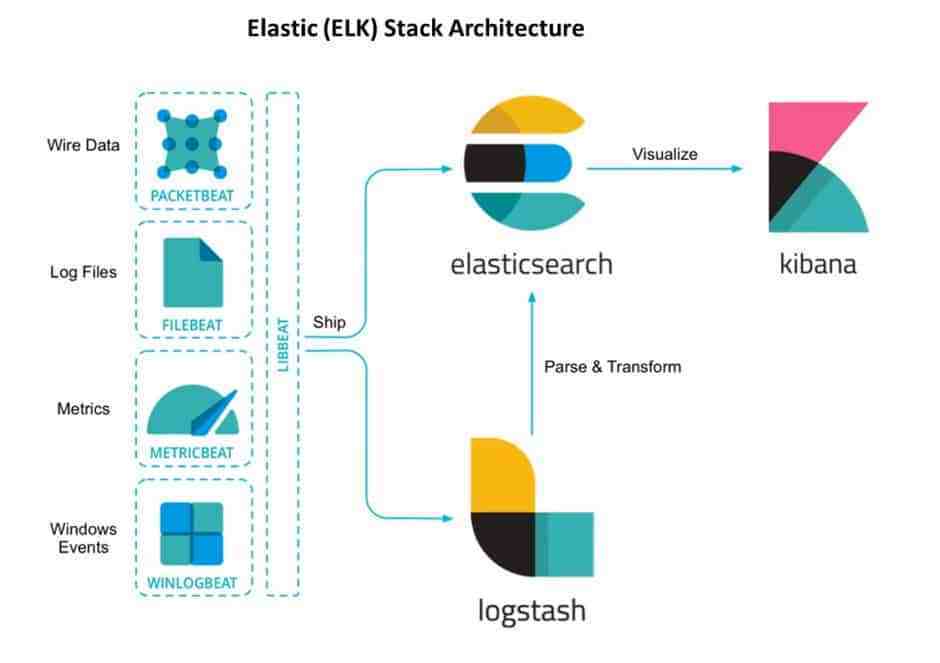 Elastic (ELK) Stack Architecture
Wire Data
PACKETBEAT
Log Files
FILEBEAT
Metrics
METRICBEAT
Windows
Events
WINLOGBEAT
LIBBEAT
Ship
elasticsearch
Visualize
kibana
Parse & Transform
logstash